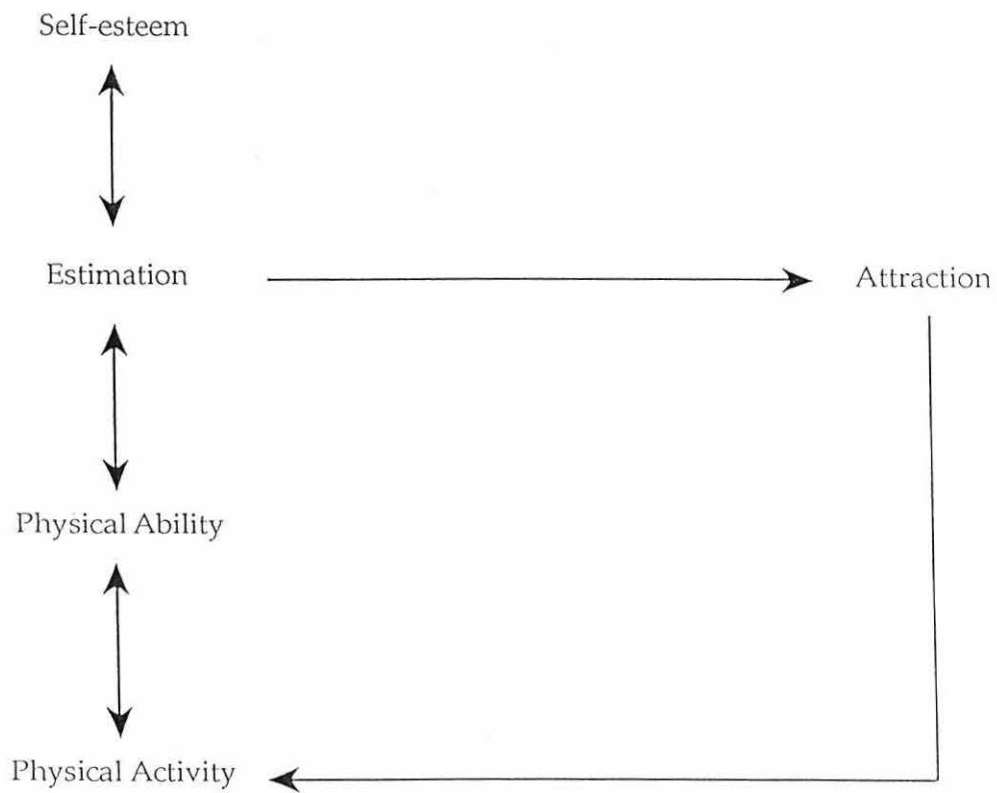 Self-esteem
Estimation
Attraction
Physical Ability
Physical Activity